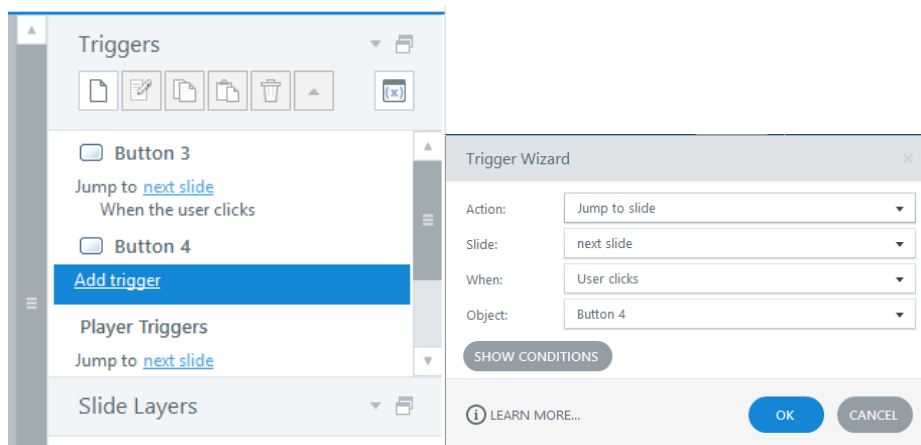 Triggers
(x)
Button 3
Jump to next slide
When the user clicks
Button 4
Add trigger
Player Triggers
Jump to next slide
Slide Layers
Trigger Wizard
Action: Jump to slide
Slide: next slide
When: User clicks
Object: Button 4
SHOW CONDITIONS
LEARN MORE...
OK
CANCEL